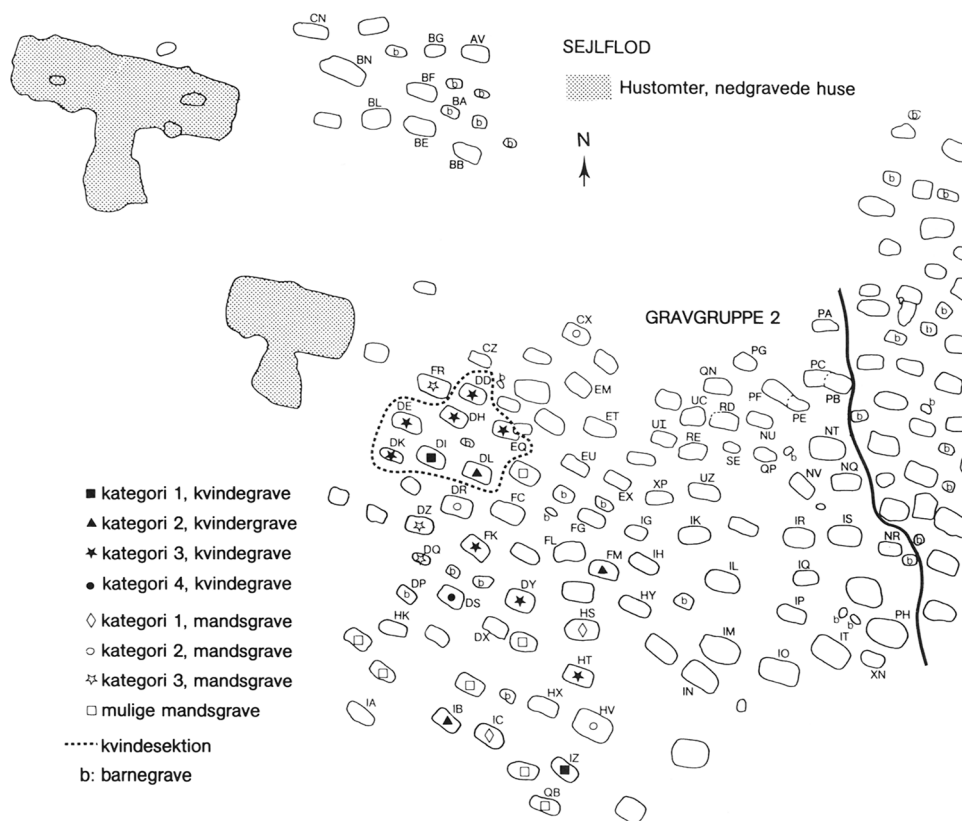 CN
BG
AV
b
BN
BF
b
b
BA
b
BL
b
BE
b
BB
SEJLFLOD
Hustomter, nedgravede huse
N
b
b
b
b
b
b
b
b
b
b
b
b
b
GRAVGRUPPE 2
PA
CX
CZ
PG
FR
DD
b
QN
PC
PB
EM
PF
PE
DE
DH
UC
RD
ET
NU
NT
UI
EQ
RE
SE
QP
b
DK
DI
b
DL
EU
NV
NQ
EX
XP
UZ
DR
FC
b
b
b
FG
DZ
IG
IK
IR
IS
FK
FL
FM
IH
NR
b
b
DQ
b
b
IL
IQ
DP
b
DS
DY
HS
HY
b
IP
b
b
PH
HK
DX
IM
IT
HT
IN
IO
XN
HX
b
HV
IA
IB
IC
IZ
QB
kategori 1, kvindegrave
kategori 2, kvindergrave
kategori 3, kvindegrave
kategori 4, kvindegrave
kategori 1, mandsgrave
kategori 2, mandsgrave
kategori 3, mandsgrave
mulige mandsgrave
kvindesektion
b: barnegrave